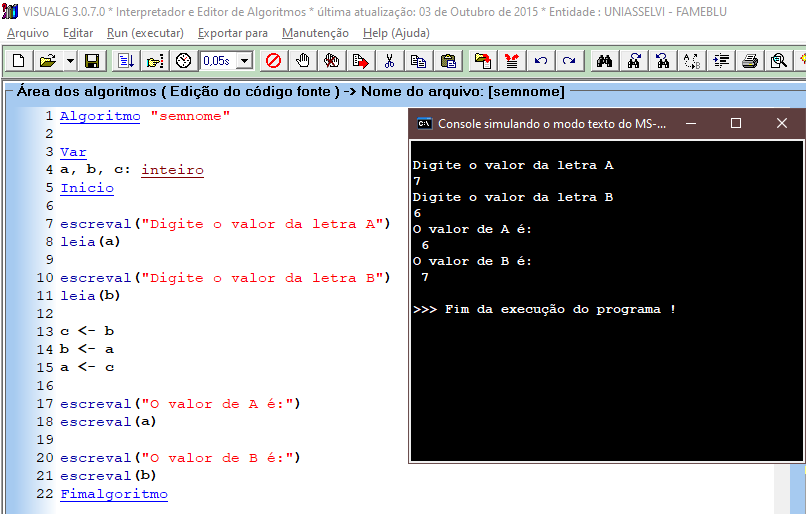 VISUALG 3.0.7.0 * Interpretador e Editor de Algoritmos * última atualização: 03 de Outubro de 2015 * Entidade : UNIASSELVI - FAMEBLU
Arquivo Editar Run (executar) Exportar para Manutenção Help (Ajuda)
0,05s
Área dos algoritmos ( Edição do código fonte ) -> Nome do arquivo: [semnome]
1 Algoritmo "semnome"
2
3 Var
4 a, b, c: inteiro
5 Inicio
6
7 escreval("Digite o valor da letra A")
8 leia(a)
9
10 escreval("Digite o valor da letra B")
11 leia(b)
12
13 c <- b
14 b <- a
15 a <- c
16
17 escreval("O valor de A é:")
18 escreval(a)
19
20 escreval("O valor de B é:")
21 escreval(b)
22 Fimalgoritmo
Console simulando o modo texto do MS-...
Digite o valor da letra A
7
Digite o valor da letra B
6
O valor de A é:
6
O valor de B é:
7
>>> Fim da execução do programa !